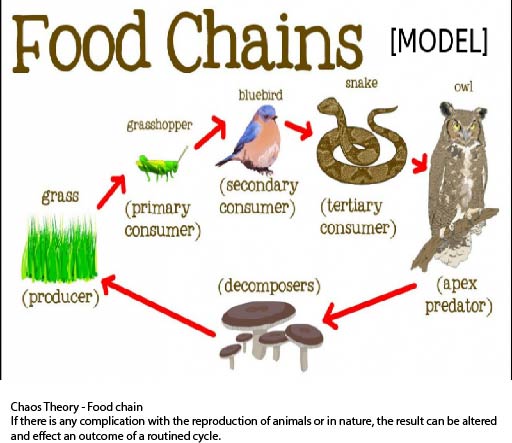 Food Chains [MODEL]
snake
owl
bluebird
grasshopper
grass
(primary
consumer)
(secondary
consumer)
(tertiary
consumer)
(producer)
(decomposers)
(apex
predator)
Chaos Theory - Food chain
If there is any complication with the reproduction of animals or in nature, the result can be altered
and effect an outcome of a routined cycle.